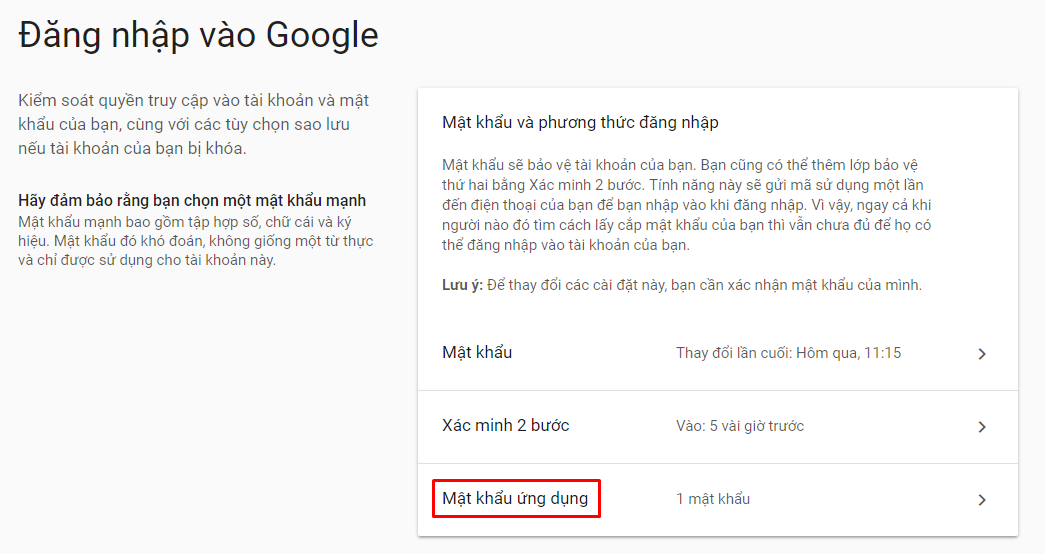 Đăng nhập vào Google
Kiểm soát quyền truy cập vào tài khoản và mật
khẩu của bạn, cùng với các tùy chọn sao lưu
nếu tài khoản của bạn bị khóa.
Hãy đảm bảo rằng bạn chọn một mật khẩu mạnh
Mật khẩu mạnh bao gồm tập hợp số, chữ cái và ký
hiệu. Mật khẩu đó khó đoán, không giống một từ thực
và chỉ được sử dụng cho tài khoản này.
Mật khẩu và phương thức đăng nhập
Mật khẩu sẽ bảo vệ tài khoản của bạn. Bạn cũng có thể thêm lớp bảo vệ
thứ hai bằng Xác minh 2 bước. Tính năng này sẽ gửi mã sử dụng một lần
đến điện thoại của bạn để bạn nhập vào khi đăng nhập. Vì vậy, ngay cả khi
người nào đó tìm cách lấy cắp mật khẩu của bạn thì vẫn chưa đủ để họ có
thể đăng nhập vào tài khoản của bạn.
Lưu ý: Để thay đổi các cài đặt này, bạn cần xác nhận mật khẩu của mình.
Mật khẩu Thay đổi lần cuối: Hôm qua, 11:15
Xác minh 2 bước Vào: 5 vài giờ trước
Mật khẩu ứng dụng 1 mật khẩu